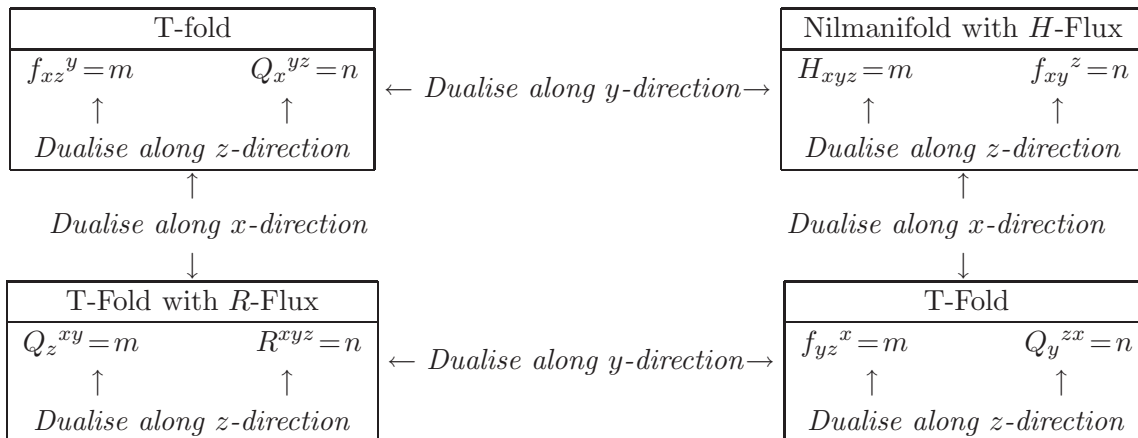 T-fold
f_{xz}^y = m    Q_x^{yz} = n
↑    ↑
Dualise along z-direction
← Dualise along y-direction→
Nilmanifold with H-Flux
H_{xyz} = m    f_{xy}^z = n
↑    ↑
Dualise along z-direction
↑
Dualise along x-direction
↓
↑
Dualise along x-direction
↓
T-Fold with R-Flux
Q_z^{xy} = m    R^{xyz} = n
↑    ↑
Dualise along z-direction
← Dualise along y-direction→
T-Fold
f_{yz}^x = m    Q_y^{zx} = n
↑    ↑
Dualise along z-direction